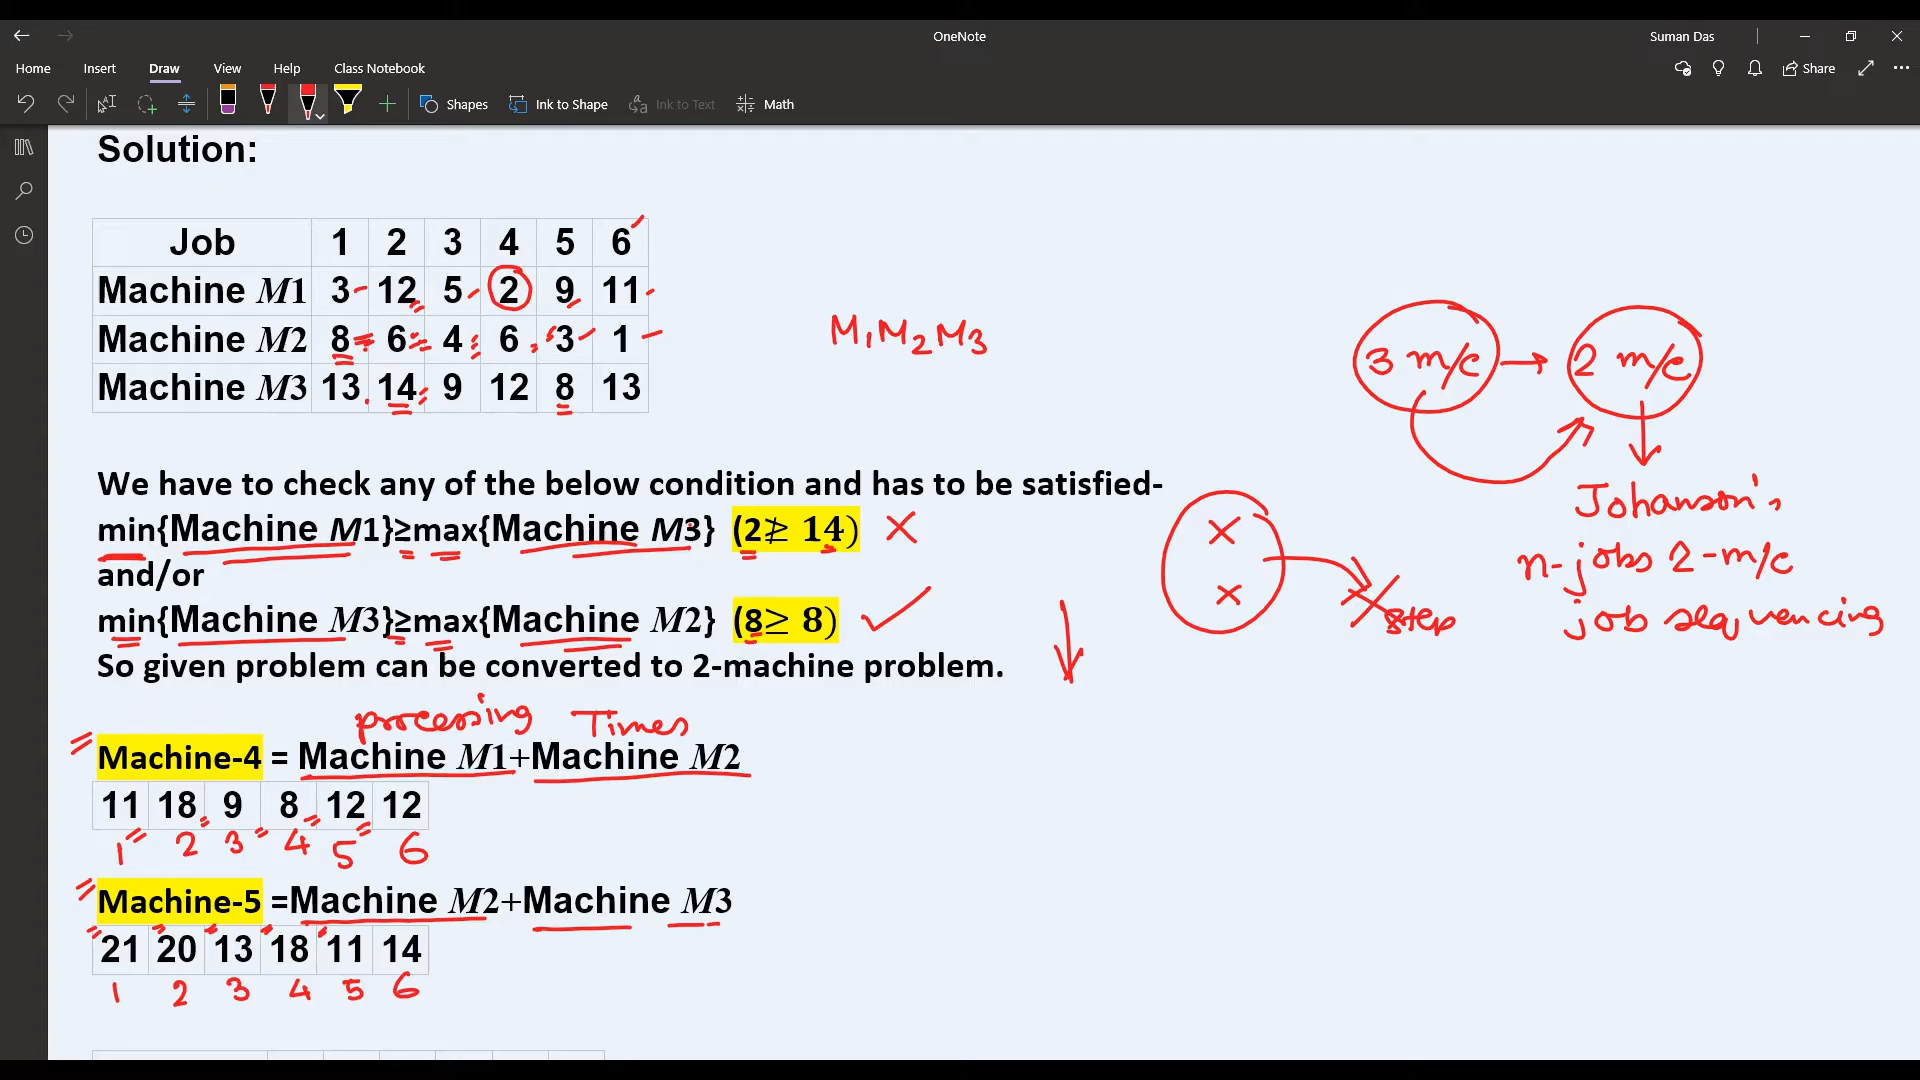 OneNote
Suman Das
Home Insert Draw View Help Class Notebook
Share
Shapes Ink to Shape Ink to Text Math
Solution:
Job 1 2 3 4 5 6
Machine M1 3 12 5 2 9 11
Machine M2 8 6 4 6 3 1
Machine M3 13 14 9 12 8 13
M1M2M3
3 m/c → 2 m/c
We have to check any of the below condition and has to be satisfied-
min{Machine M1}≥max{Machine M3} (2≱ 14) ×
and/or
min{Machine M3}≥max{Machine M2} (8≥ 8) ✓
So given problem can be converted to 2-machine problem.
× 
×
step
Johanson's
n-jobs 2-m/c
job sequencing
processing Times
Machine-4 = Machine M1+Machine M2
11 18 9 8 12 12
1 2 3 4 5 6
Machine-5 =Machine M2+Machine M3
21 20 13 18 11 14
1 2 3 4 5 6